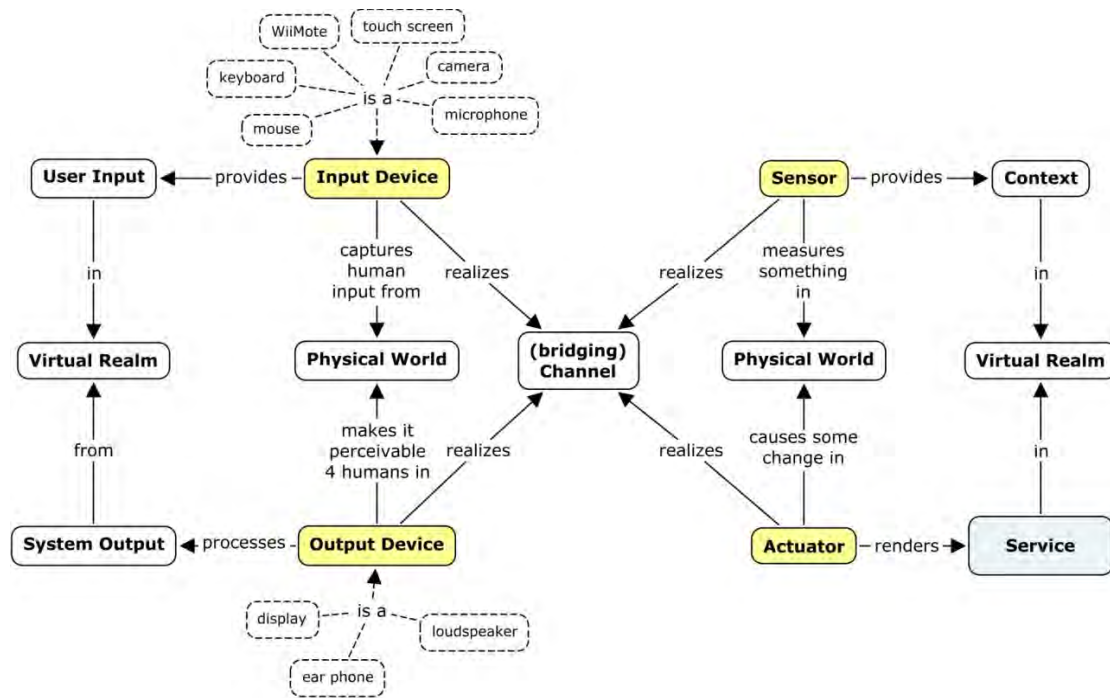 WiiMote
touch screen
keyboard
camera
is a
mouse
microphone
User Input
provides
Input Device
Sensor
provides
Context
in
captures
human
input from
realizes
realizes
measures
something
in
in
Virtual Realm
Physical World
(bridging)
Channel
Physical World
Virtual Realm
from
makes it
perceivable
4 humans in
realizes
realizes
causes some
change in
in
System Output
processes
Output Device
Actuator
renders
Service
display
is a
loudspeaker
ear phone